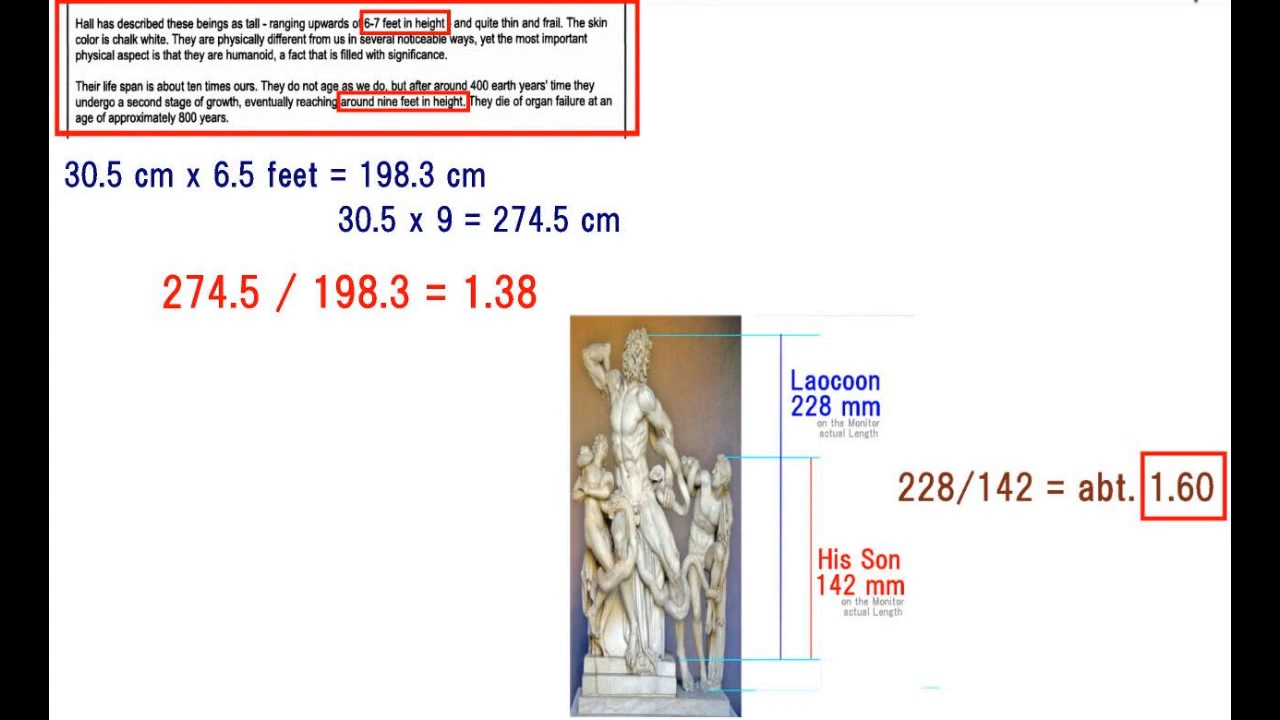 Hall has described these beings as tall - ranging upwards of 6-7 feet in height - and quite thin and frail. The skin
color is chalk white. They are physically different from us in several noticeable ways, yet the most important
physical aspect is that they are humanoid, a fact that is filled with significance.
Their life span is about ten times ours. They do not age as we do, but after around 400 earth years' time they
undergo a second stage of growth, eventually reaching around nine feet in height. They die of organ failure at an
age of approximately 800 years.
30.5 cm x 6.5 feet = 198.3 cm
30.5 x 9 = 274.5 cm
274.5 / 198.3 = 1.38
Laocoon
228 mm
on the Monitor
actual Length
228/142 = abt. 1.60
His Son
142 mm
on the Monitor
actual Length